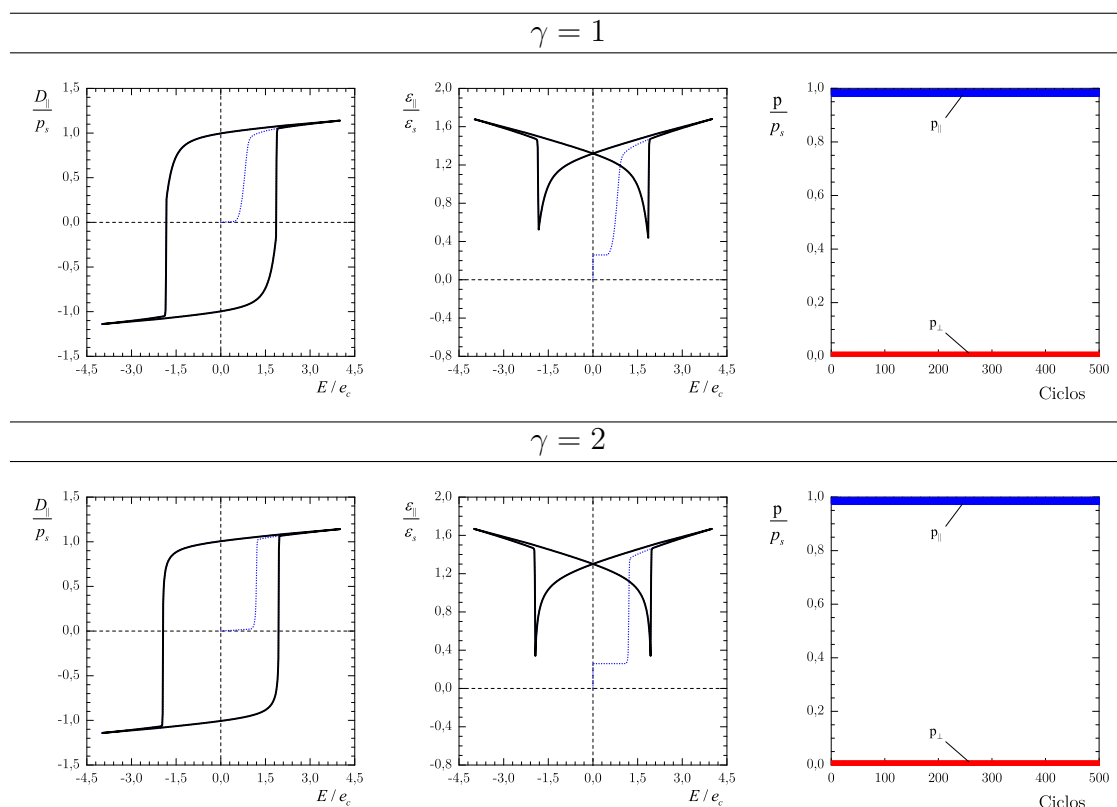 γ = 1
D∥/p_s
1,5
1,0
0,5
0,0
-0,5
-1,0
-1,5
-4,5 -3,0 -1,5 0,0 1,5 3,0 4,5
E / e_c
ε∥/ε_s
2,0
1,6
1,2
0,8
0,4
0,0
-0,4
-0,8
-4,5 -3,0 -1,5 0,0 1,5 3,0 4,5
E / e_c
p/p_s
1,0
0,8
0,6
0,4
0,2
0,0
p∥
p⊥
0 100 200 300 400 500
Ciclos
γ = 2
D∥/p_s
1,5
1,0
0,5
0,0
-0,5
-1,0
-1,5
-4,5 -3,0 -1,5 0,0 1,5 3,0 4,5
E / e_c
ε∥/ε_s
2,0
1,6
1,2
0,8
0,4
0,0
-0,4
-0,8
-4,5 -3,0 -1,5 0,0 1,5 3,0 4,5
E / e_c
p/p_s
1,0
0,8
0,6
0,4
0,2
0,0
p∥
p⊥
0 100 200 300 400 500
Ciclos